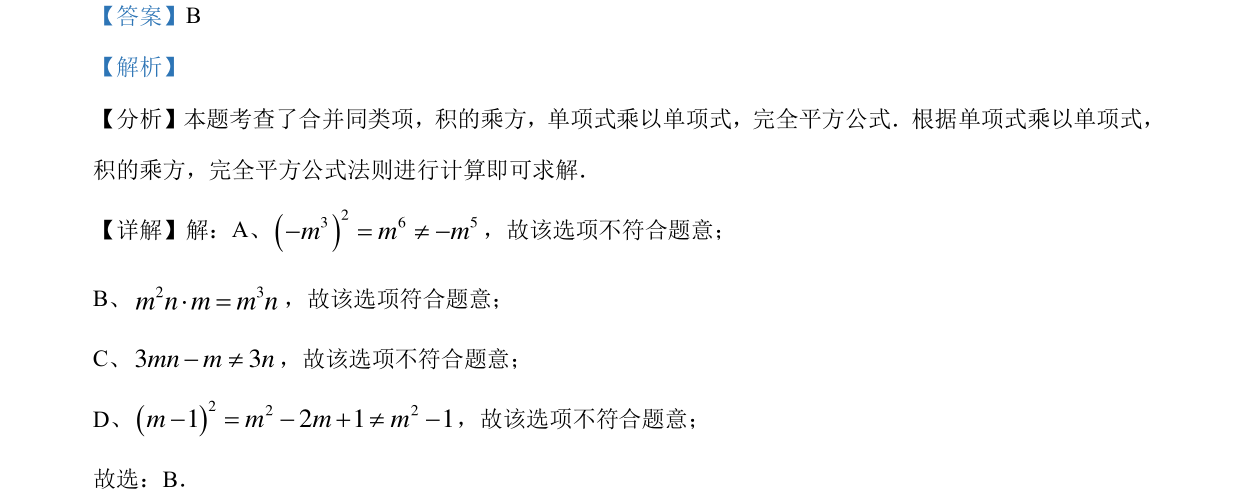 【答案】B
【解析】
【分析】本题考查了合并同类项，积的乘方，单项式乘以单项式，完全平方公式．根据单项式乘以单项式，
积的乘方，完全平方公式法则进行计算即可求解．
【详解】解：A、(−m³)² = m⁶ ≠ −m⁵，故该选项不符合题意；
B、m²n·m = m³n，故该选项符合题意；
C、3mn − m ≠ 3n，故该选项不符合题意；
D、(m−1)² = m² − 2m + 1 ≠ m² − 1，故该选项不符合题意；
故选：B．